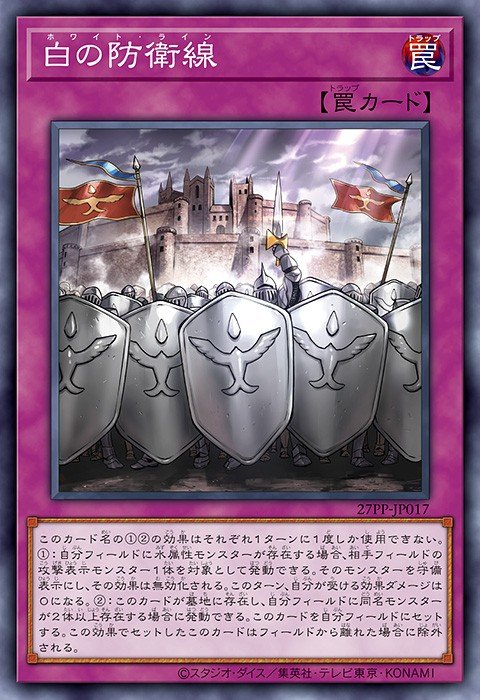 ホワイト・ライン
白の防衛線
トラップ
罠
トラップ
【罠カード】
27PP-JP017
このカード名の①②の効果はそれぞれ1ターンに1度しか使用できない。
①:自分フィールドに水属性モンスターが存在する場合、相手フィールドの
攻撃表示モンスター1体を対象として発動できる。そのモンスターを守備
表示にし、その効果は無効化される。このターン、自分が受ける効果ダメージは
0になる。②:このカードが墓地に存在し、自分フィールドに同名モンスター
が2体以上存在する場合に発動できる。このカードを自分フィールドにセット
する。この効果でセットしたこのカードはフィールドから離れた場合に除外
される。
©スタジオ・ダイス/集英社・テレビ東京・KONAMI